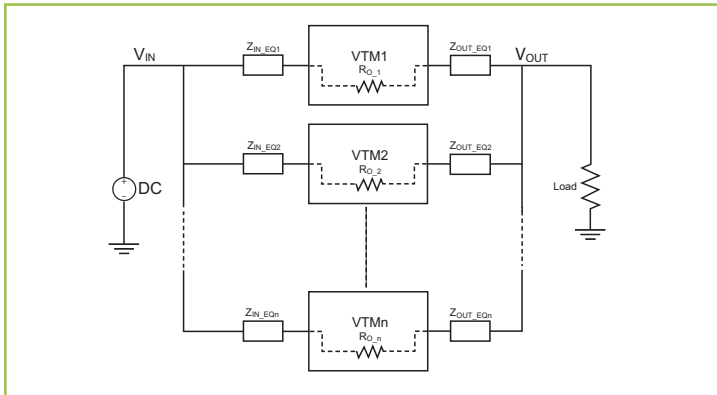 V_IN
Z_IN_EQ1
VTM1
R_O_1
Z_OUT_EQ1
V_OUT
Z_IN_EQ2
VTM2
R_O_2
Z_OUT_EQ2
+
−
DC
Load
Z_IN_EQn
VTMn
R_O_n
Z_OUT_EQn